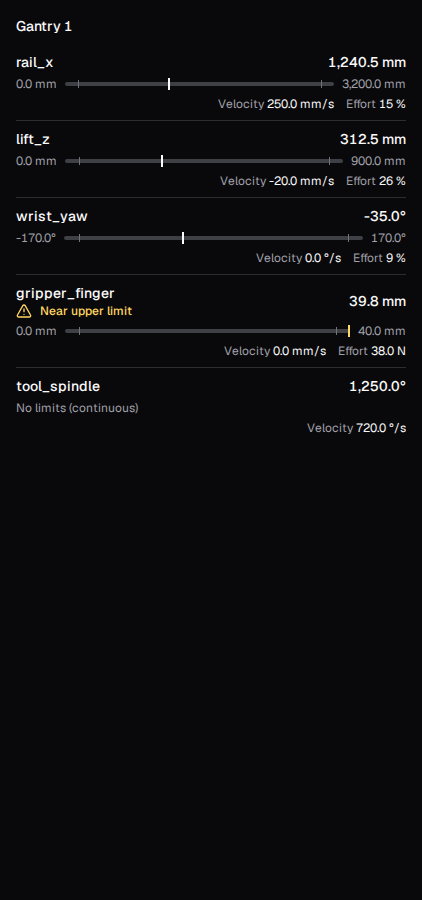 Gantry 1
rail_x 1,240.5 mm
0.0 mm 3,200.0 mm
Velocity 250.0 mm/s Effort 15 %
lift_z 312.5 mm
0.0 mm 900.0 mm
Velocity -20.0 mm/s Effort 26 %
wrist_yaw -35.0°
-170.0° 170.0°
Velocity 0.0 °/s Effort 9 %
gripper_finger 39.8 mm
Near upper limit
0.0 mm 40.0 mm
Velocity 0.0 mm/s Effort 38.0 N
tool_spindle 1,250.0°
No limits (continuous)
Velocity 720.0 °/s